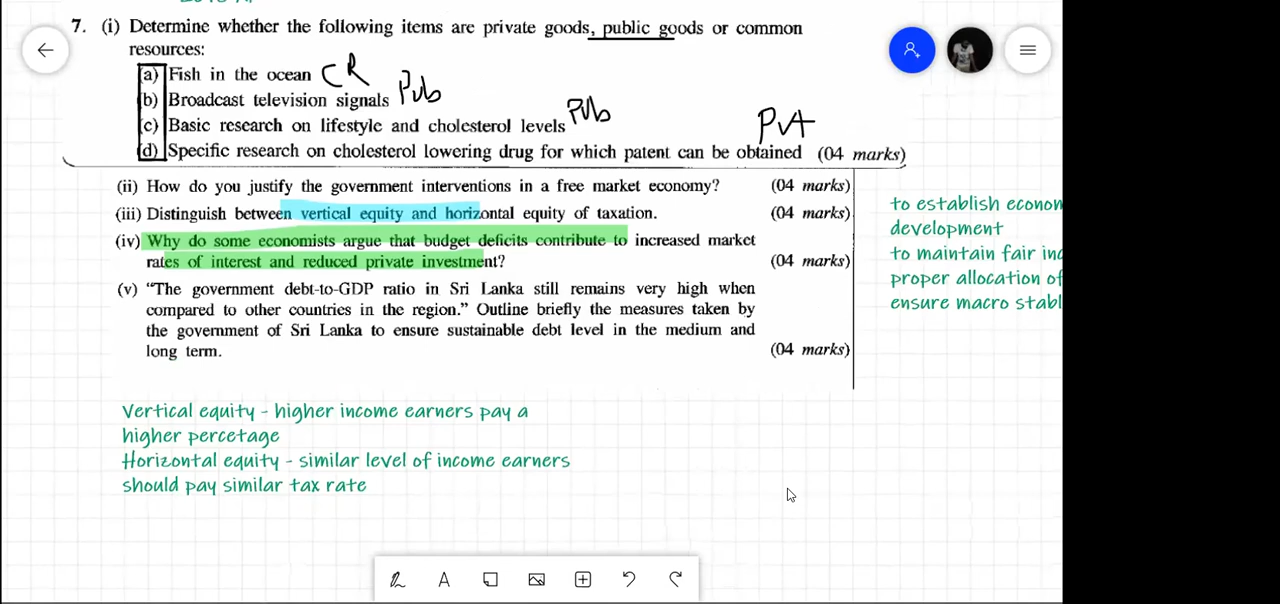 7. (i) Determine whether the following items are private goods, public goods or common
resources:
(a) Fish in the ocean CR
(b) Broadcast television signals Pub
(c) Basic research on lifestyle and cholesterol levels Pub
(d) Specific research on cholesterol lowering drug for which patent can be obtained (04 marks) Pvt
(ii) How do you justify the government interventions in a free market economy? (04 marks)
(iii) Distinguish between vertical equity and horizontal equity of taxation. (04 marks)
(iv) Why do some economists argue that budget deficits contribute to increased market
rates of interest and reduced private investment? (04 marks)
(v) “The government debt-to-GDP ratio in Sri Lanka still remains very high when
compared to other countries in the region.” Outline briefly the measures taken by
the government of Sri Lanka to ensure sustainable debt level in the medium and
long term. (04 marks)
to establish econom
development
to maintain fair inc
proper allocation of
ensure macro stabl
Vertical equity - higher income earners pay a
higher percetage
Horizontal equity - similar level of income earners
should pay similar tax rate
A